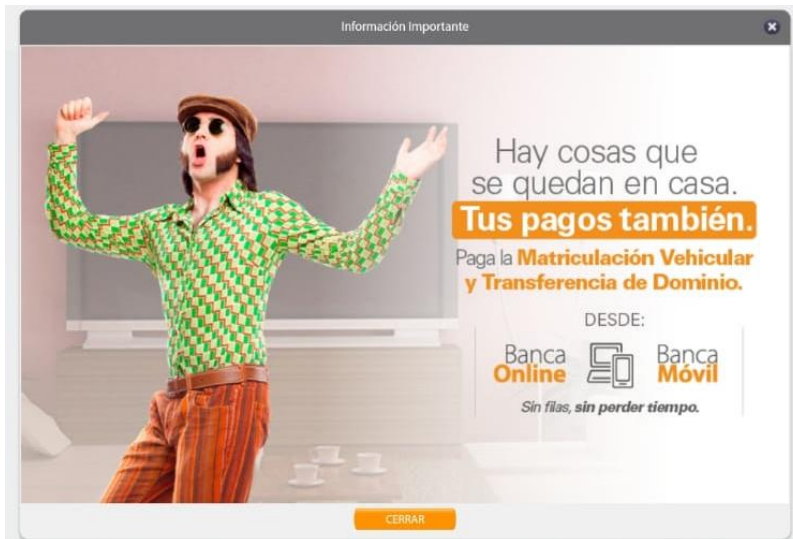 Información Importante
Hay cosas que
se quedan en casa.
Tus pagos también.
Paga la Matriculación Vehicular
y Transferencia de Dominio.
DESDE:
Banca Online
Banca Móvil
Sin filas, sin perder tiempo.
CERRAR